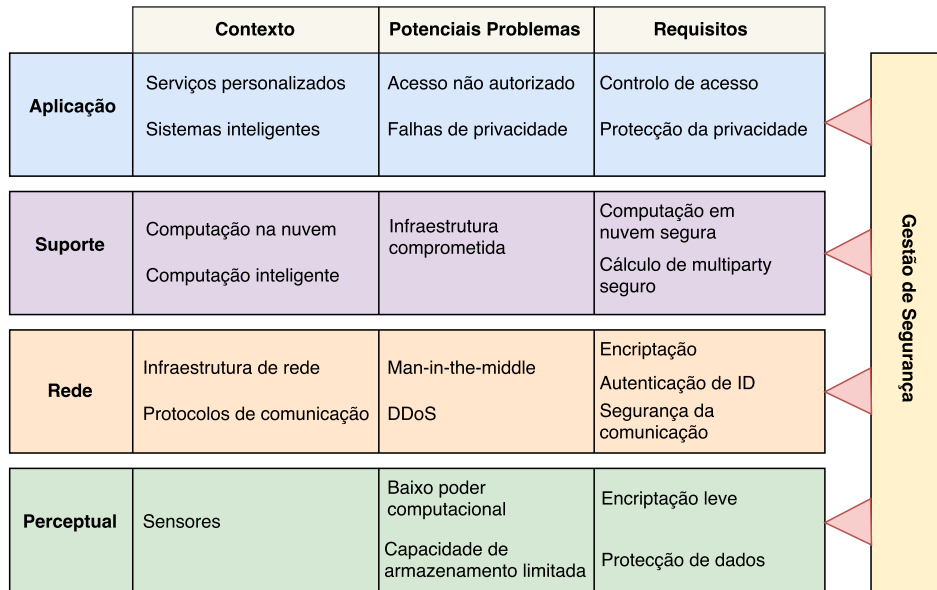 Contexto
Potenciais Problemas
Requisitos
Aplicação
Serviços personalizados
Sistemas inteligentes
Acesso não autorizado
Falhas de privacidade
Controlo de acesso
Protecção da privacidade
Suporte
Computação na nuvem
Computação inteligente
Infraestrutura
comprometida
Computação em
nuvem segura
Cálculo de multiparty
seguro
Rede
Infraestrutura de rede
Protocolos de comunicação
Man-in-the-middle
DDoS
Encriptação
Autenticação de ID
Segurança da
comunicação
Perceptual
Sensores
Baixo poder
computacional
Capacidade de
armazenamento limitada
Encriptação leve
Protecção de dados
Gestão de Segurança